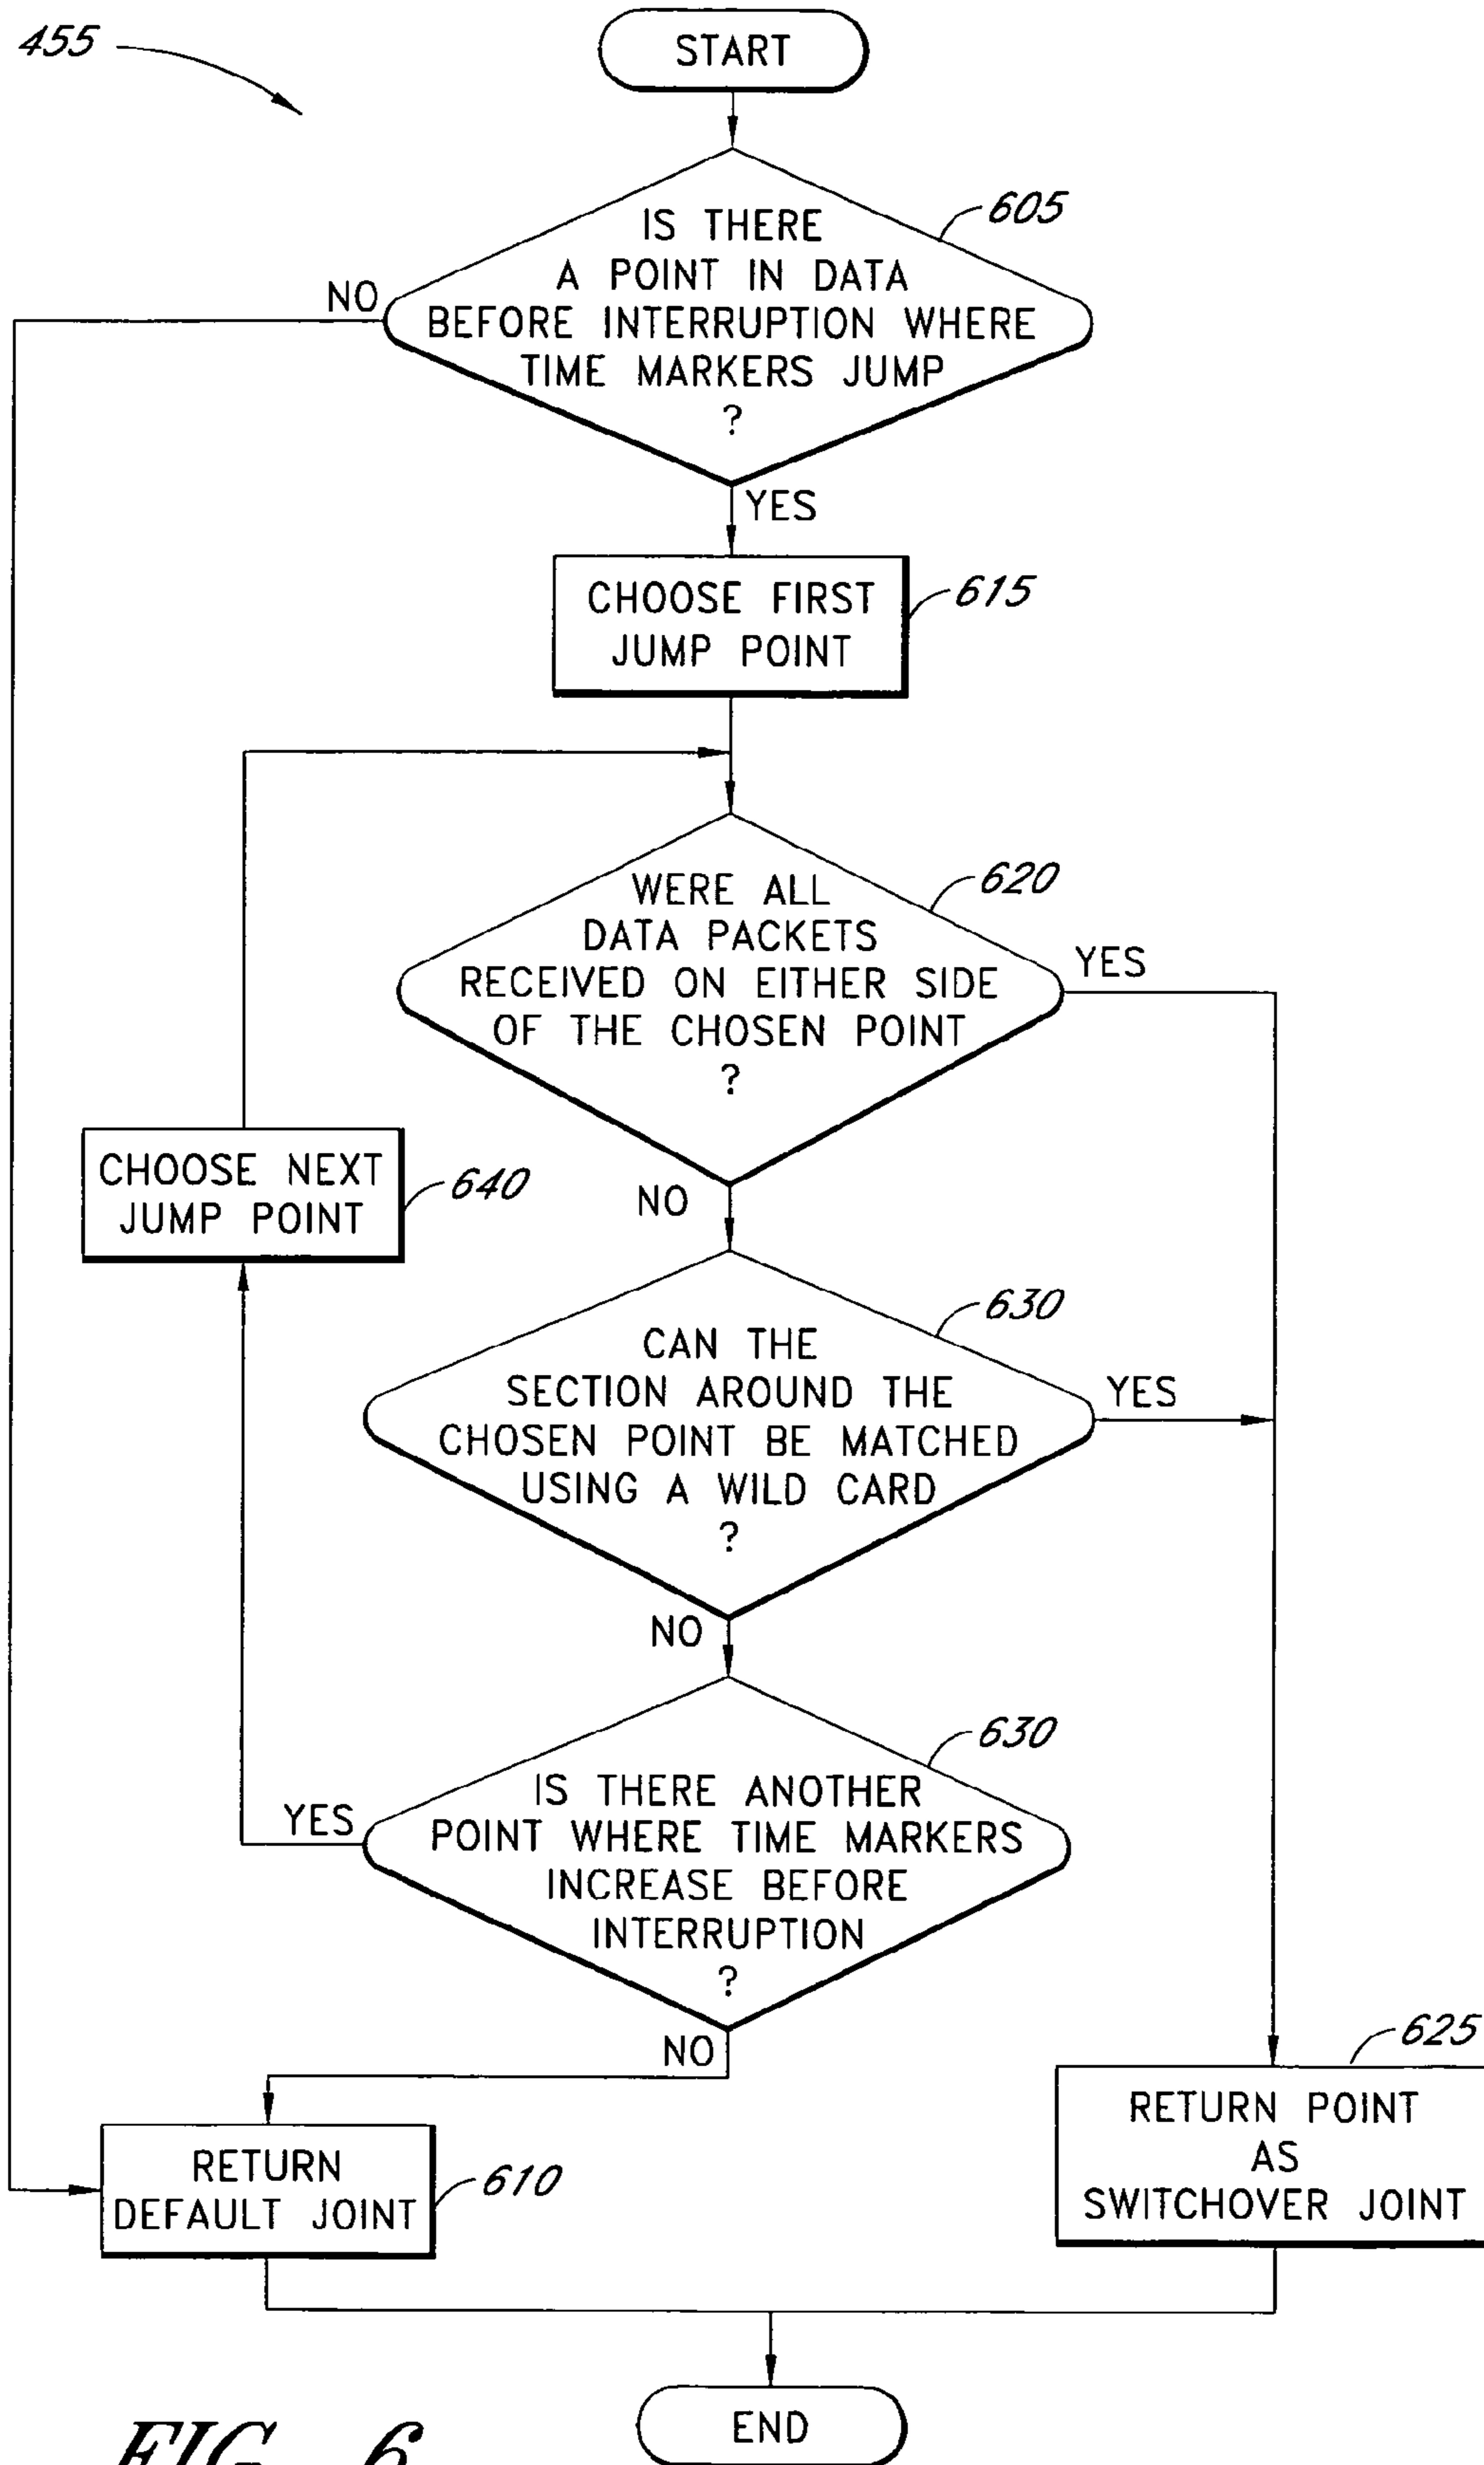 455
START
IS THERE
A POINT IN DATA
BEFORE INTERRUPTION WHERE
TIME MARKERS JUMP
?
605
NO
YES
CHOOSE FIRST
JUMP POINT
615
WERE ALL
DATA PACKETS
RECEIVED ON EITHER SIDE
OF THE CHOSEN POINT
?
620
YES
NO
CHOOSE NEXT
JUMP POINT
640
CAN THE
SECTION AROUND THE
CHOSEN POINT BE MATCHED
USING A WILD CARD
?
630
YES
NO
IS THERE ANOTHER
POINT WHERE TIME MARKERS
INCREASE BEFORE
INTERRUPTION
?
630
YES
NO
RETURN
DEFAULT JOINT
610
RETURN POINT
AS
SWITCHOVER JOINT
625
END
FIG. 6